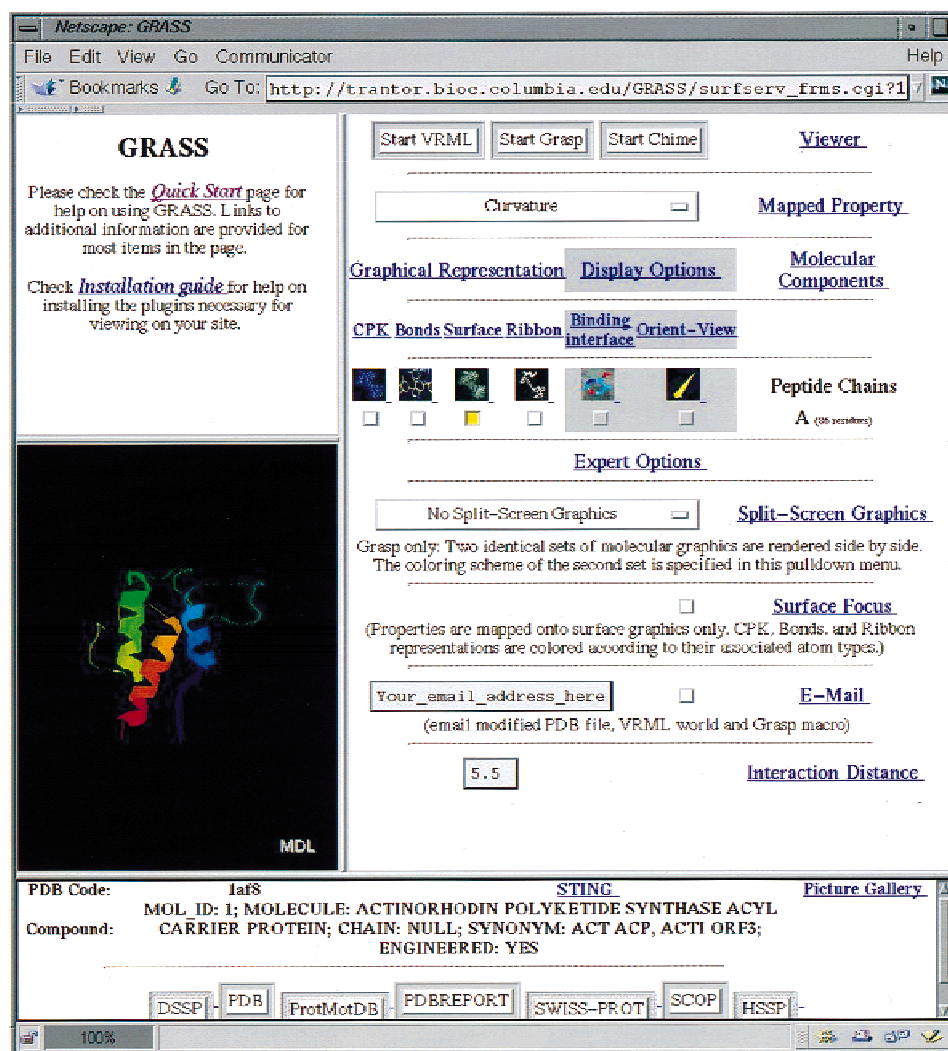 Netscape: GRASS
File Edit View Go Communicator Help
Bookmarks Go To: http://trantor.bioc.columbia.edu/GRASS/surfserv_frms.cgi?1 N
GRASS
Please check the Quick Start page for
help on using GRASS. Links to
additional information are provided for
most items in the page.
Check Installation guide for help on
installing the plugins necessary for
viewing on your site.
Start VRML Start Grasp Start Chime Viewer
Curvature Mapped Property
Graphical Representation Display Options Molecular
Components
CPK Bonds Surface Ribbon Binding
interface Orient-View
Peptide Chains
A (86 residues)
Expert Options
No Split-Screen Graphics Split-Screen Graphics
Grasp only: Two identical sets of molecular graphics are rendered side by side.
The coloring scheme of the second set is specified in this pulldown menu.
Surface Focus
(Properties are mapped onto surface graphics only, CPK, Bonds, and Ribbon
representations are colored according to their associated atom types.)
Your_email_address_here E-Mail
(email modified PDB file, VRML world and Grasp macro)
5.5 Interaction Distance
MDL
PDB Code: 1af8 STING Picture Gallery
MOL_ID: 1; MOLECULE: ACTINORHODIN POLYKETIDE SYNTHASE ACYL
Compound: CARRIER PROTEIN; CHAIN: NULL; SYNONYM: ACT ACP, ACTI ORF3;
ENGINEERED: YES
DSSP - PDB ProtMotDB - PDBREPORT SWISS-PROT - SCOP HSSP -
100%